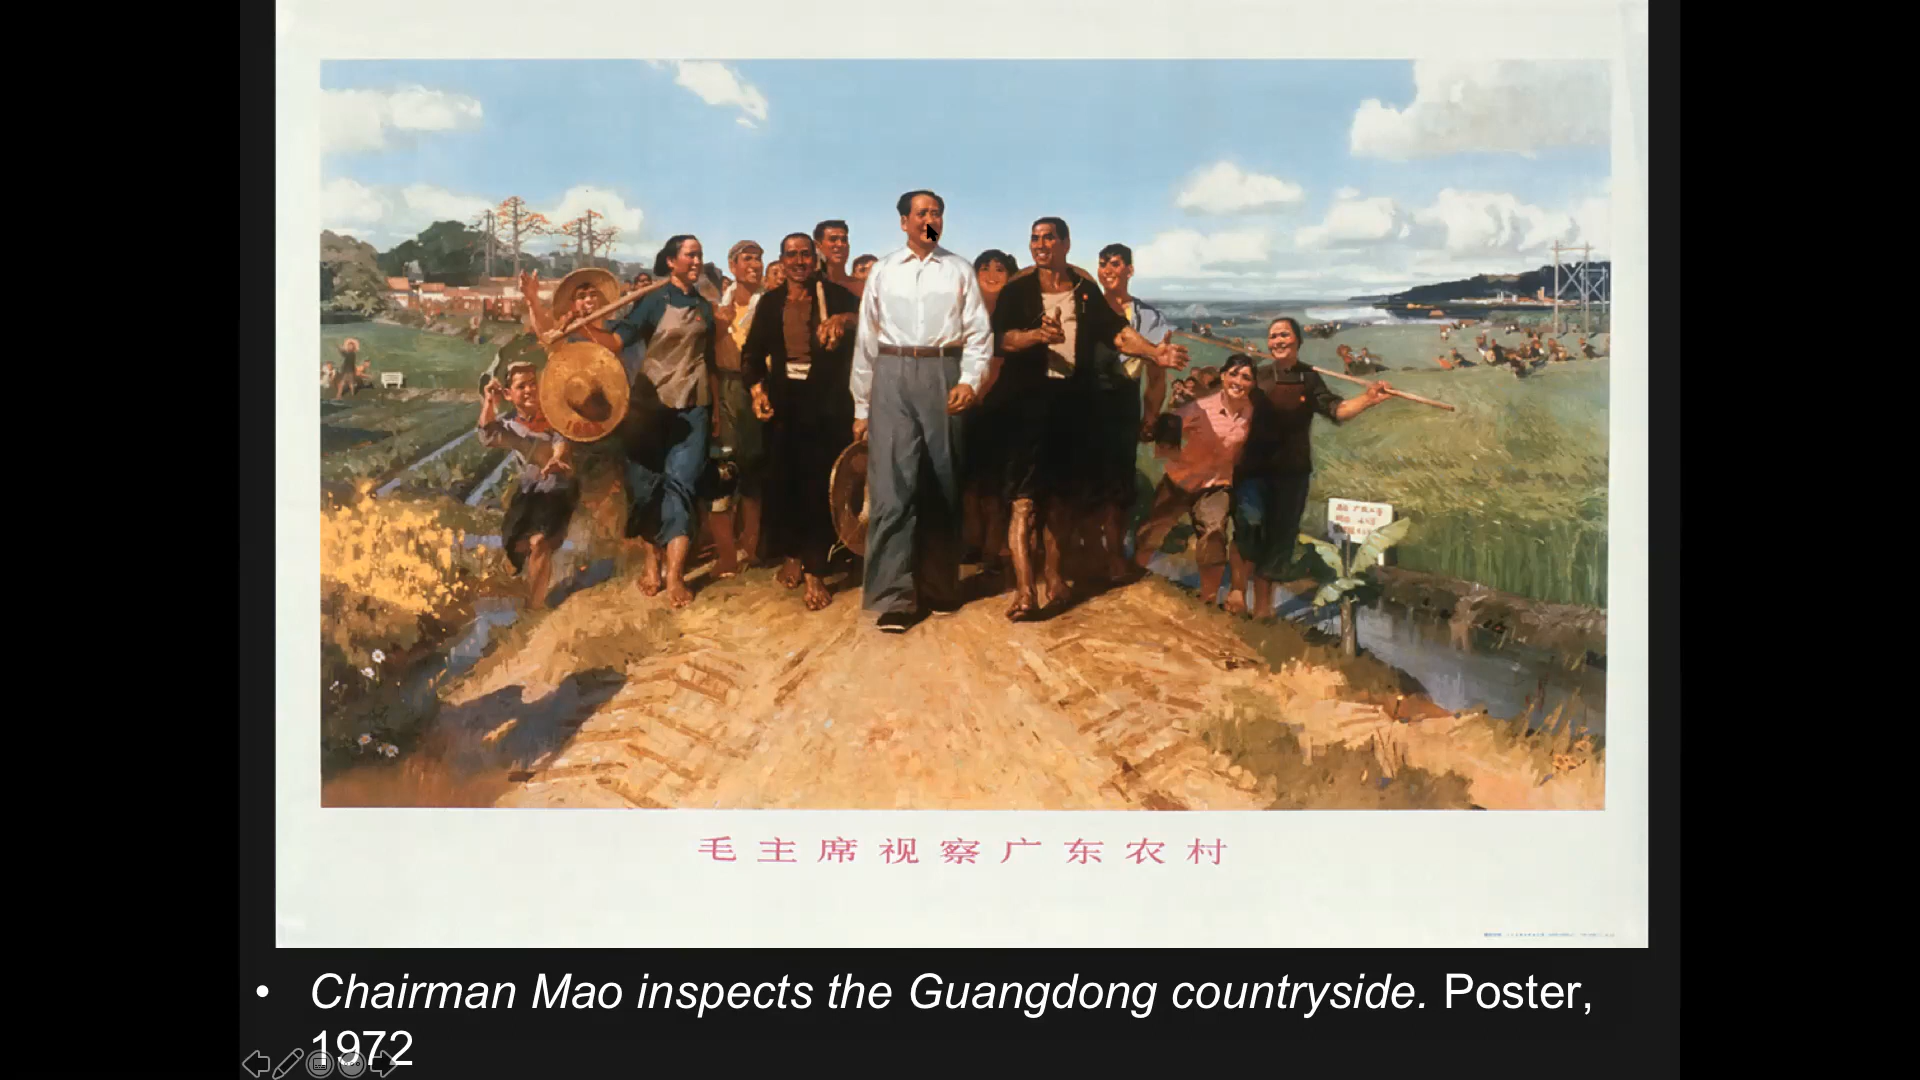 毛主席视察广东农村
• Chairman Mao inspects the Guangdong countryside. Poster,
1972